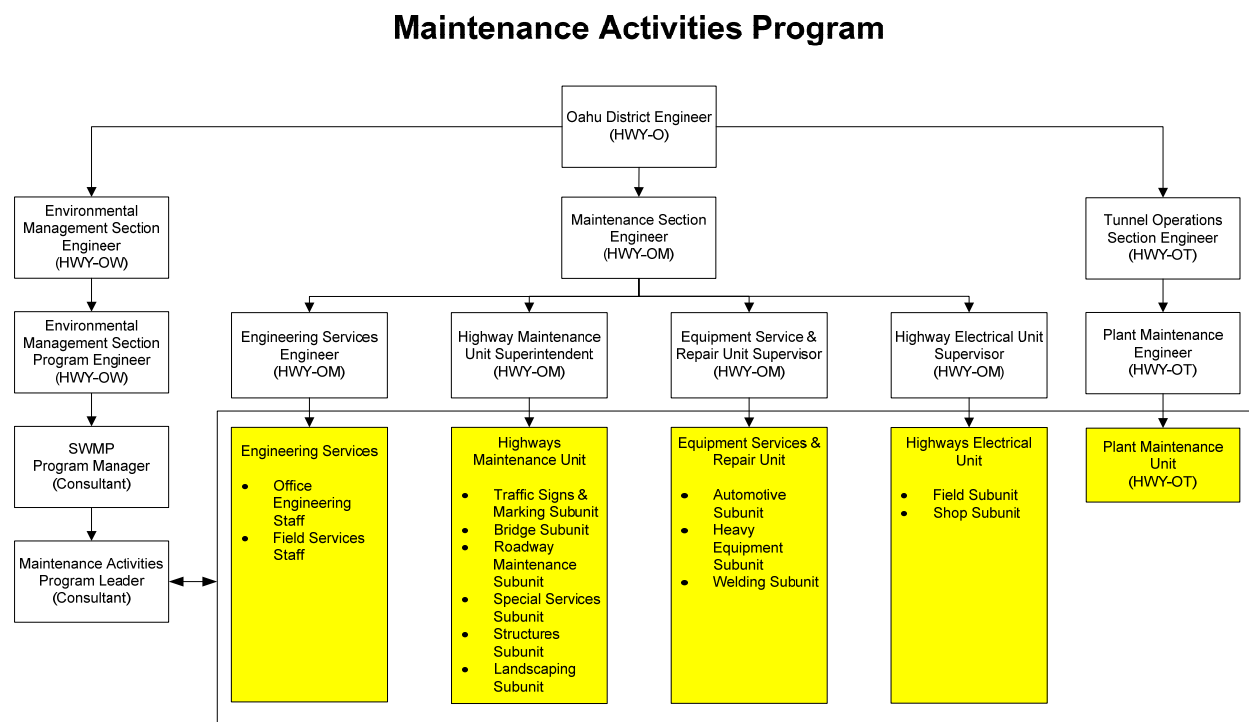 Maintenance Activities Program
Oahu District Engineer
(HWY-O)
Environmental
Management Section
Engineer
(HWY-OW)
Maintenance Section
Engineer
(HWY-OM)
Tunnel Operations
Section Engineer
(HWY-OT)
Environmental
Management Section
Program Engineer
(HWY-OW)
Engineering Services
Engineer
(HWY-OM)
Highway Maintenance
Unit Superintendent
(HWY-OM)
Equipment Service &
Repair Unit Supervisor
(HWY-OM)
Highway Electrical Unit
Supervisor
(HWY-OM)
Plant Maintenance
Engineer
(HWY-OT)
SWMP
Program Manager
(Consultant)
Maintenance Activities
Program Leader
(Consultant)
Engineering Services
• Office
Engineering
Staff
• Field Services
Staff
Highways
Maintenance Unit
• Traffic Signs &
Marking Subunit
• Bridge Subunit
• Roadway
Maintenance
Subunit
• Special Services
Subunit
• Structures
Subunit
• Landscaping
Subunit
Equipment Services &
Repair Unit
• Automotive
Subunit
• Heavy
Equipment
Subunit
• Welding Subunit
Highways Electrical
Unit
• Field Subunit
• Shop Subunit
Plant Maintenance
Unit
(HWY-OT)